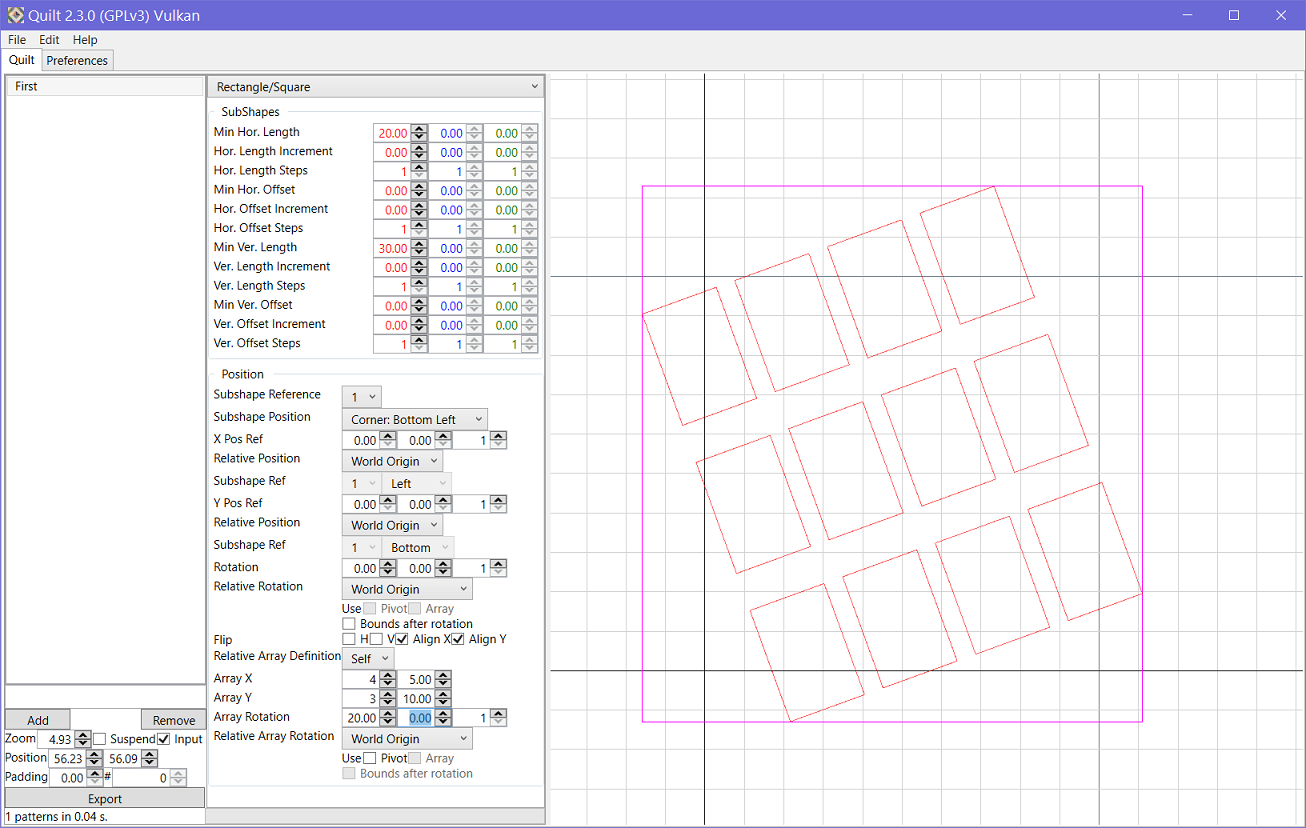 Quilt 2.3.0 (GPLv3) Vulkan
File Edit Help
Quilt Preferences
First
Rectangle/Square
SubShapes
Min Hor. Length 20.00 0.00 0.00
Hor. Length Increment 0.00 0.00 0.00
Hor. Length Steps 1 1 1
Min Hor. Offset 0.00 0.00 0.00
Hor. Offset Increment 0.00 0.00 0.00
Hor. Offset Steps 1 1 1
Min Ver. Length 30.00 0.00 0.00
Ver. Length Increment 0.00 0.00 0.00
Ver. Length Steps 1 1 1
Min Ver. Offset 0.00 0.00 0.00
Ver. Offset Increment 0.00 0.00 0.00
Ver. Offset Steps 1 1 1
Position
Subshape Reference 1
Subshape Position Corner: Bottom Left
X Pos Ref 0.00 0.00 1
Relative Position World Origin
Subshape Ref 1 Left
Y Pos Ref 0.00 0.00 1
Relative Position World Origin
Subshape Ref 1 Bottom
Rotation 0.00 0.00 1
Relative Rotation World Origin
Use Pivot Array
Bounds after rotation
Flip H V Align X Align Y
Relative Array Definition Self
Array X 4 5.00
Array Y 3 10.00
Array Rotation 20.00 0.00 1
Relative Array Rotation World Origin
Use Pivot Array
Bounds after rotation
Add Remove
Zoom 4.93 Suspend Input
Position 56.23 56.09
Padding 0.00 # 0
Export
1 patterns in 0.04 s.